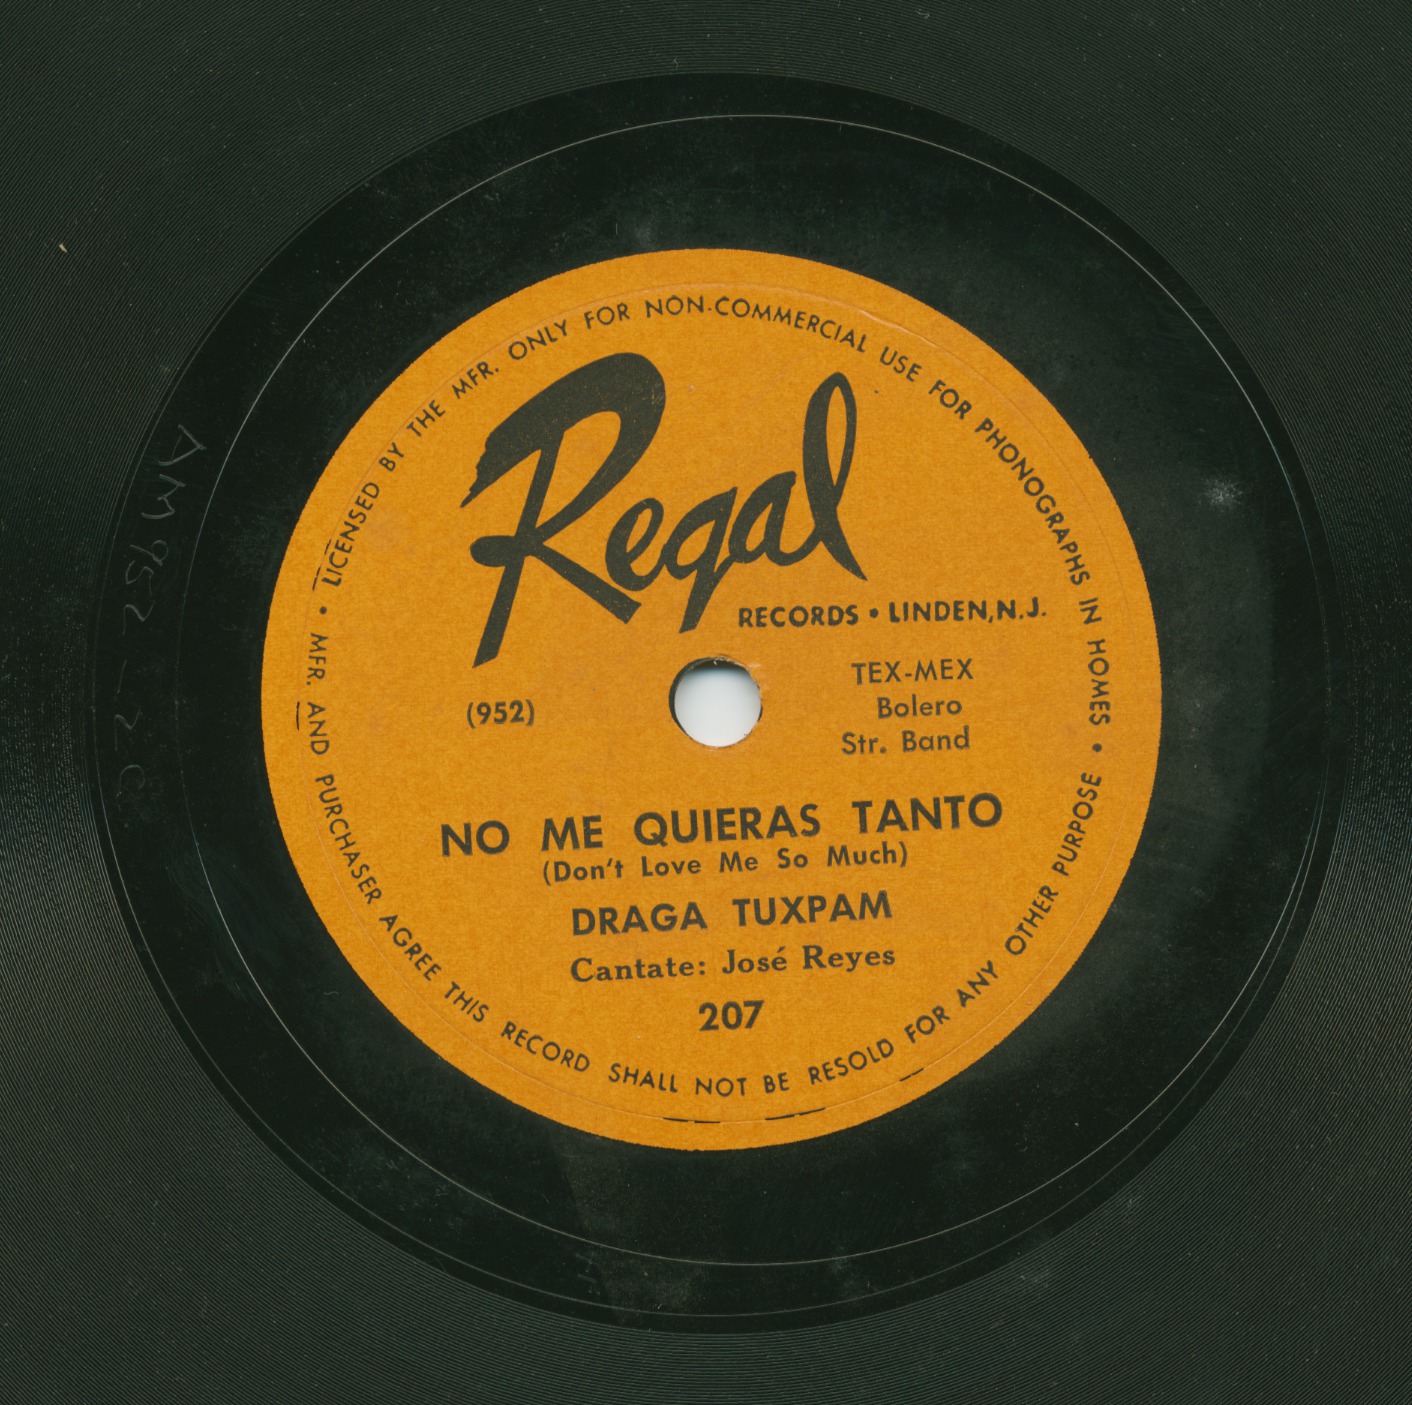 LICENSED BY THE MFR. ONLY FOR NON-COMMERCIAL USE FOR PHONOGRAPHS IN HOMES • MFR. AND PURCHASER AGREE THIS RECORD SHALL NOT BE RESOLD FOR ANY OTHER PURPOSE •
Regal
RECORDS • LINDEN, N.J.
(952)
TEX-MEX
Bolero
Str. Band
NO ME QUIERAS TANTO
(Don't Love Me So Much)
DRAGA TUXPAM
Cantate: José Reyes
207